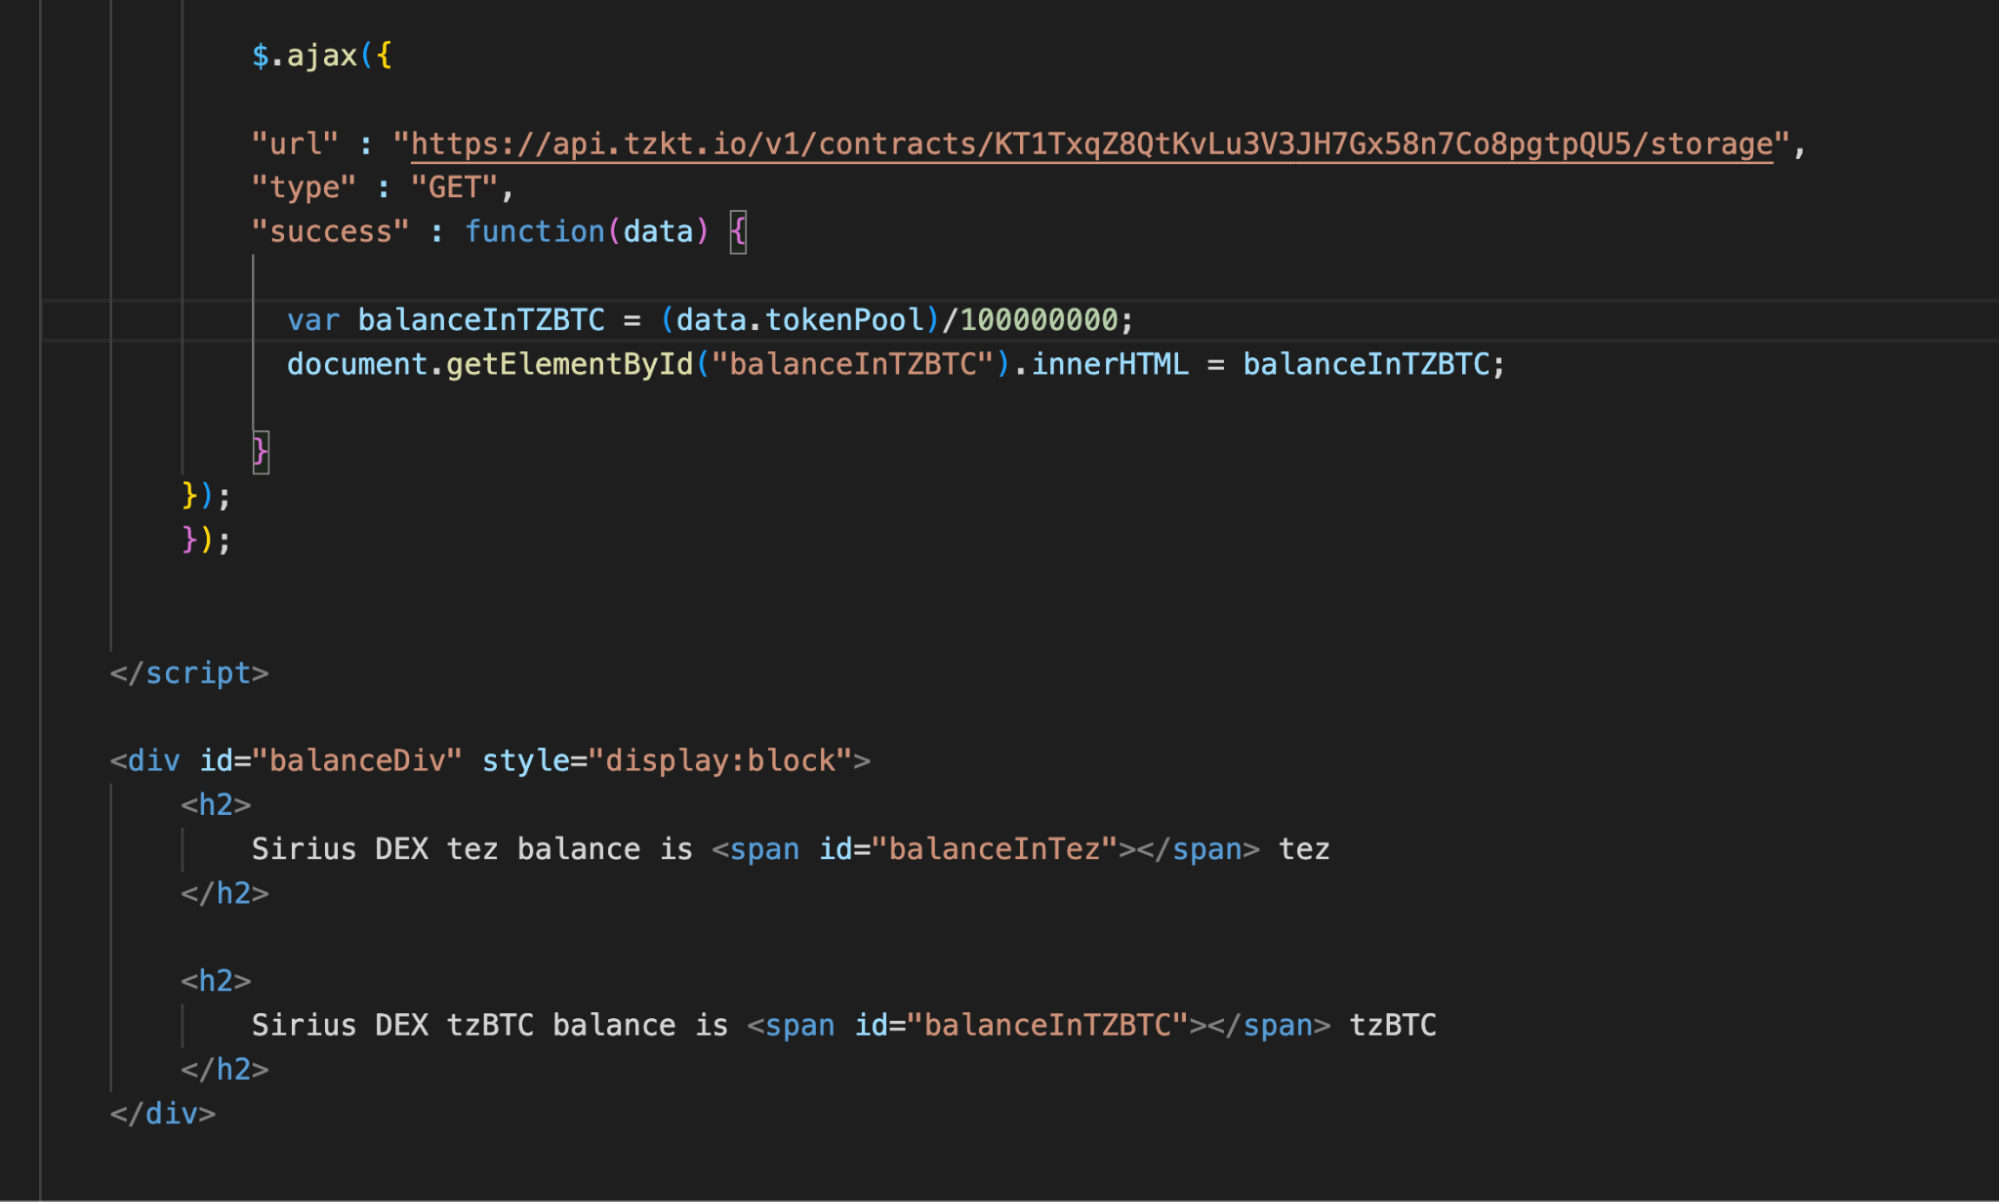 $.ajax({
"url" : "https://api.tzkt.io/v1/contracts/KT1TxqZ8QtKvLu3V3JH7Gx58n7Co8pgtpQU5/storage",
"type" : "GET",
"success" : function(data) {
var balanceInTZBTC = (data.tokenPool)/100000000;
document.getElementById("balanceInTZBTC").innerHTML = balanceInTZBTC;
}
});
});
</script>
<div id="balanceDiv" style="display:block">
<h2>
Sirius DEX tez balance is <span id="balanceInTez"></span> tez
</h2>
<h2>
Sirius DEX tzBTC balance is <span id="balanceInTZBTC"></span> tzBTC
</h2>
</div>